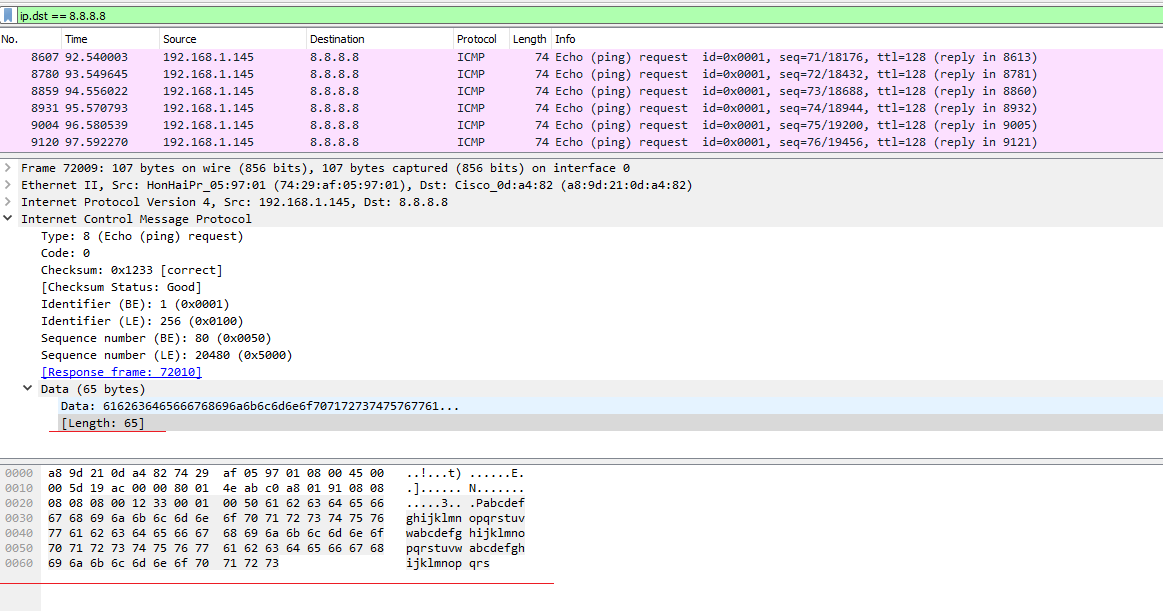 ip.dst == 8.8.8.8
No. Time Source Destination Protocol Length Info
8607 92.540003 192.168.1.145 8.8.8.8 ICMP 74 Echo (ping) request id=0x0001, seq=71/18176, ttl=128 (reply in 8613)
8780 93.549645 192.168.1.145 8.8.8.8 ICMP 74 Echo (ping) request id=0x0001, seq=72/18432, ttl=128 (reply in 8781)
8859 94.556022 192.168.1.145 8.8.8.8 ICMP 74 Echo (ping) request id=0x0001, seq=73/18688, ttl=128 (reply in 8860)
8931 95.570793 192.168.1.145 8.8.8.8 ICMP 74 Echo (ping) request id=0x0001, seq=74/18944, ttl=128 (reply in 8932)
9004 96.580539 192.168.1.145 8.8.8.8 ICMP 74 Echo (ping) request id=0x0001, seq=75/19200, ttl=128 (reply in 9005)
9120 97.592270 192.168.1.145 8.8.8.8 ICMP 74 Echo (ping) request id=0x0001, seq=76/19456, ttl=128 (reply in 9121)
Frame 72009: 107 bytes on wire (856 bits), 107 bytes captured (856 bits) on interface 0
Ethernet II, Src: HonHaiPr_05:97:01 (74:29:af:05:97:01), Dst: Cisco_0d:a4:82 (a8:9d:21:0d:a4:82)
Internet Protocol Version 4, Src: 192.168.1.145, Dst: 8.8.8.8
Internet Control Message Protocol
Type: 8 (Echo (ping) request)
Code: 0
Checksum: 0x1233 [correct]
[Checksum Status: Good]
Identifier (BE): 1 (0x0001)
Identifier (LE): 256 (0x0100)
Sequence number (BE): 80 (0x0050)
Sequence number (LE): 20480 (0x5000)
[Response frame: 72010]
Data (65 bytes)
Data: 6162636465666768696a6b6c6d6e6f707172737475767761...
[Length: 65]
0000 a8 9d 21 0d a4 82 74 29 af 05 97 01 08 00 45 00 ..!...t) ......E.
0010 00 5d 19 ac 00 00 80 01 4e ab c0 a8 01 91 08 08 .]...... N.......
0020 08 08 08 00 12 33 00 01 00 50 61 62 63 64 65 66 .....3.. .Pabcdef
0030 67 68 69 6a 6b 6c 6d 6e 6f 70 71 72 73 74 75 76 ghijklmn opqrstuv
0040 77 61 62 63 64 65 66 67 68 69 6a 6b 6c 6d 6e 6f wabcdefg hijklmno
0050 70 71 72 73 74 75 76 77 61 62 63 64 65 66 67 68 pqrstuvw abcdefgh
0060 69 6a 6b 6c 6d 6e 6f 70 71 72 73 ijklmnop qrs